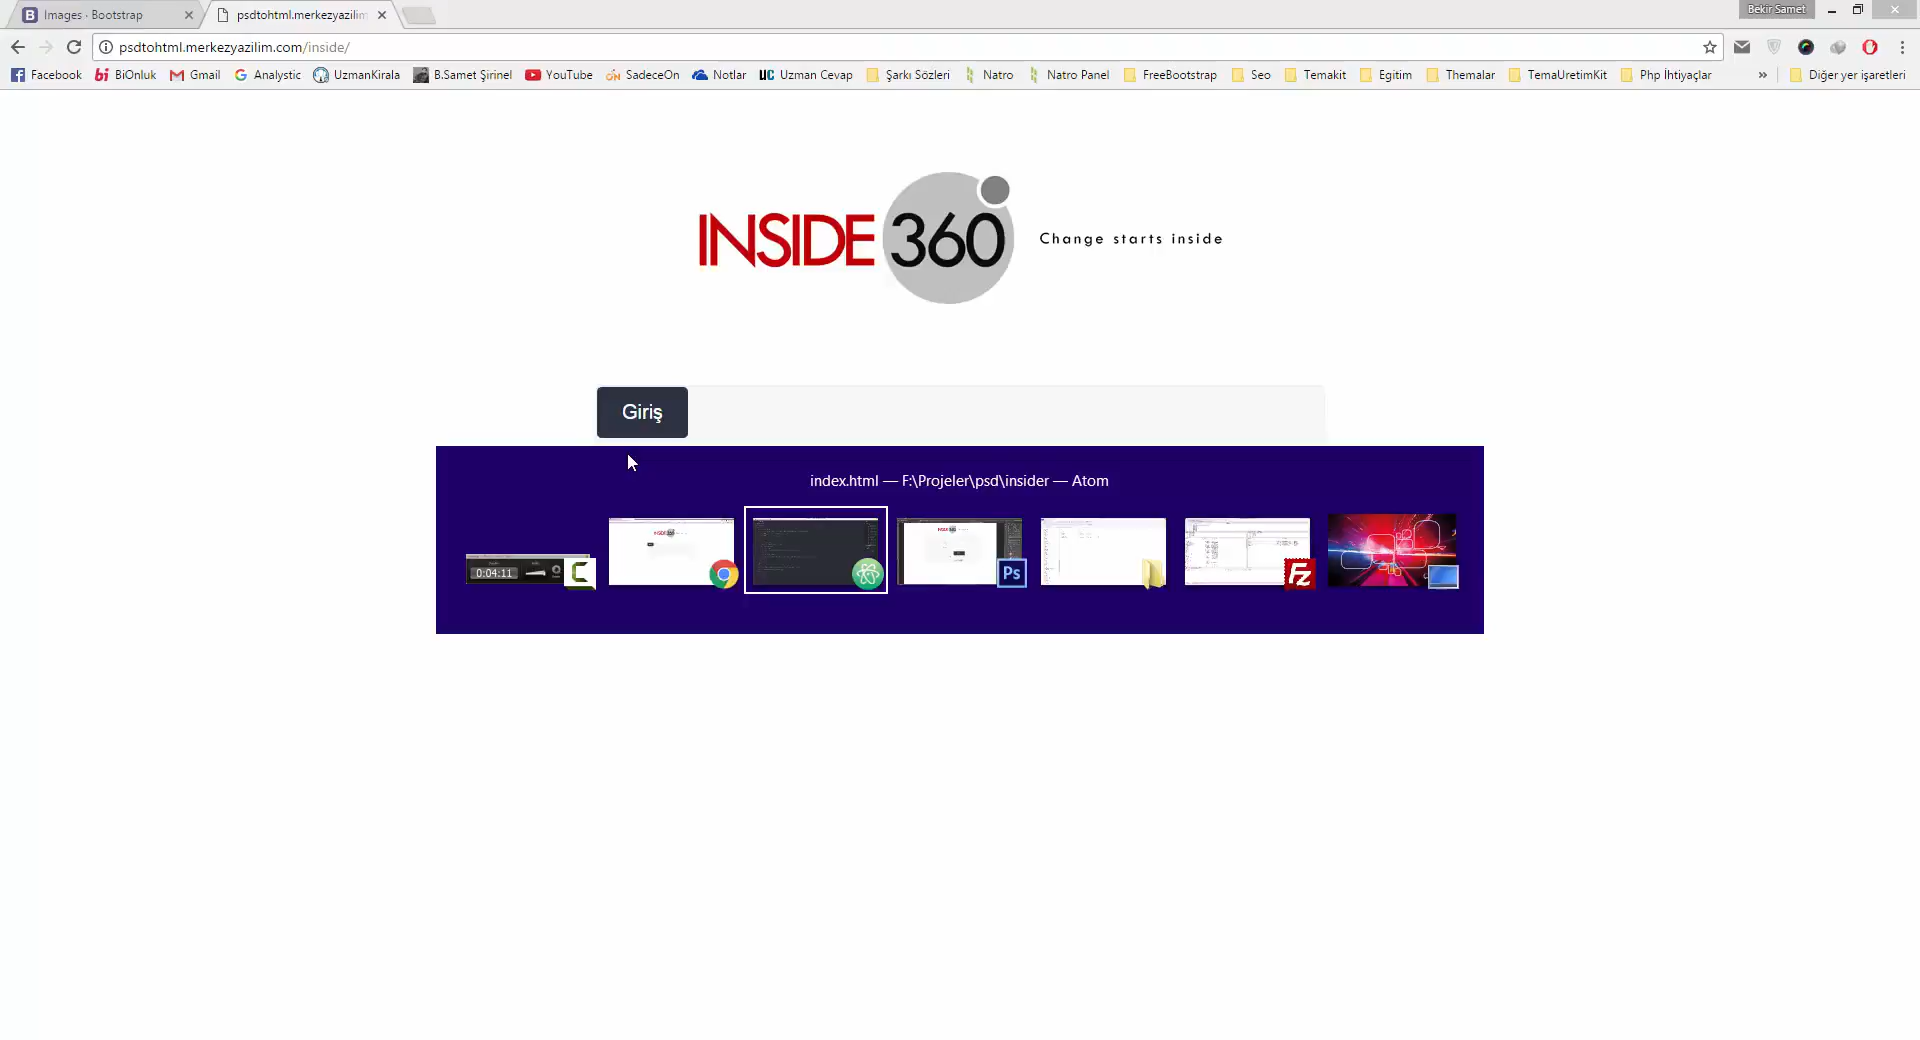 Images · Bootstrap
psdtohtml.merkezyazilim
Bekir Samet
psdtohtml.merkezyazilim.com/inside/
Facebook BiOnluk Gmail Analystic UzmanKirala B.Samet Şirinel YouTube SadeceOn Notlar Uzman Cevap Şarkı Sözleri Natro Natro Panel FreeBootstrap Seo Temakit Egitim Themalar TemaUretimKit Php İhtiyaçlar » Diğer yer işaretleri
INSIDE 360 Change starts inside
Giriş
index.html — F:\Projeler\psd\insider — Atom
0:04:11
Ps